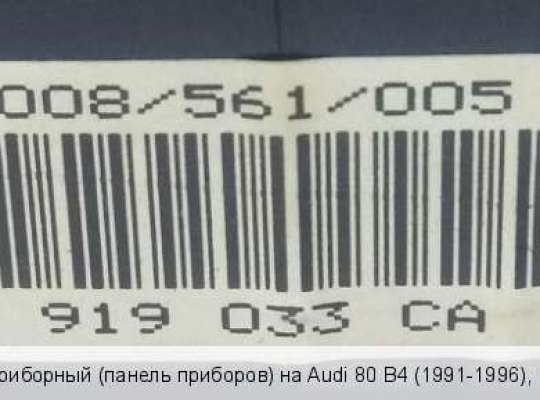 008/561/005
919 033 CA
риборный (панель приборов) на Audi 80 B4 (1991-1996),